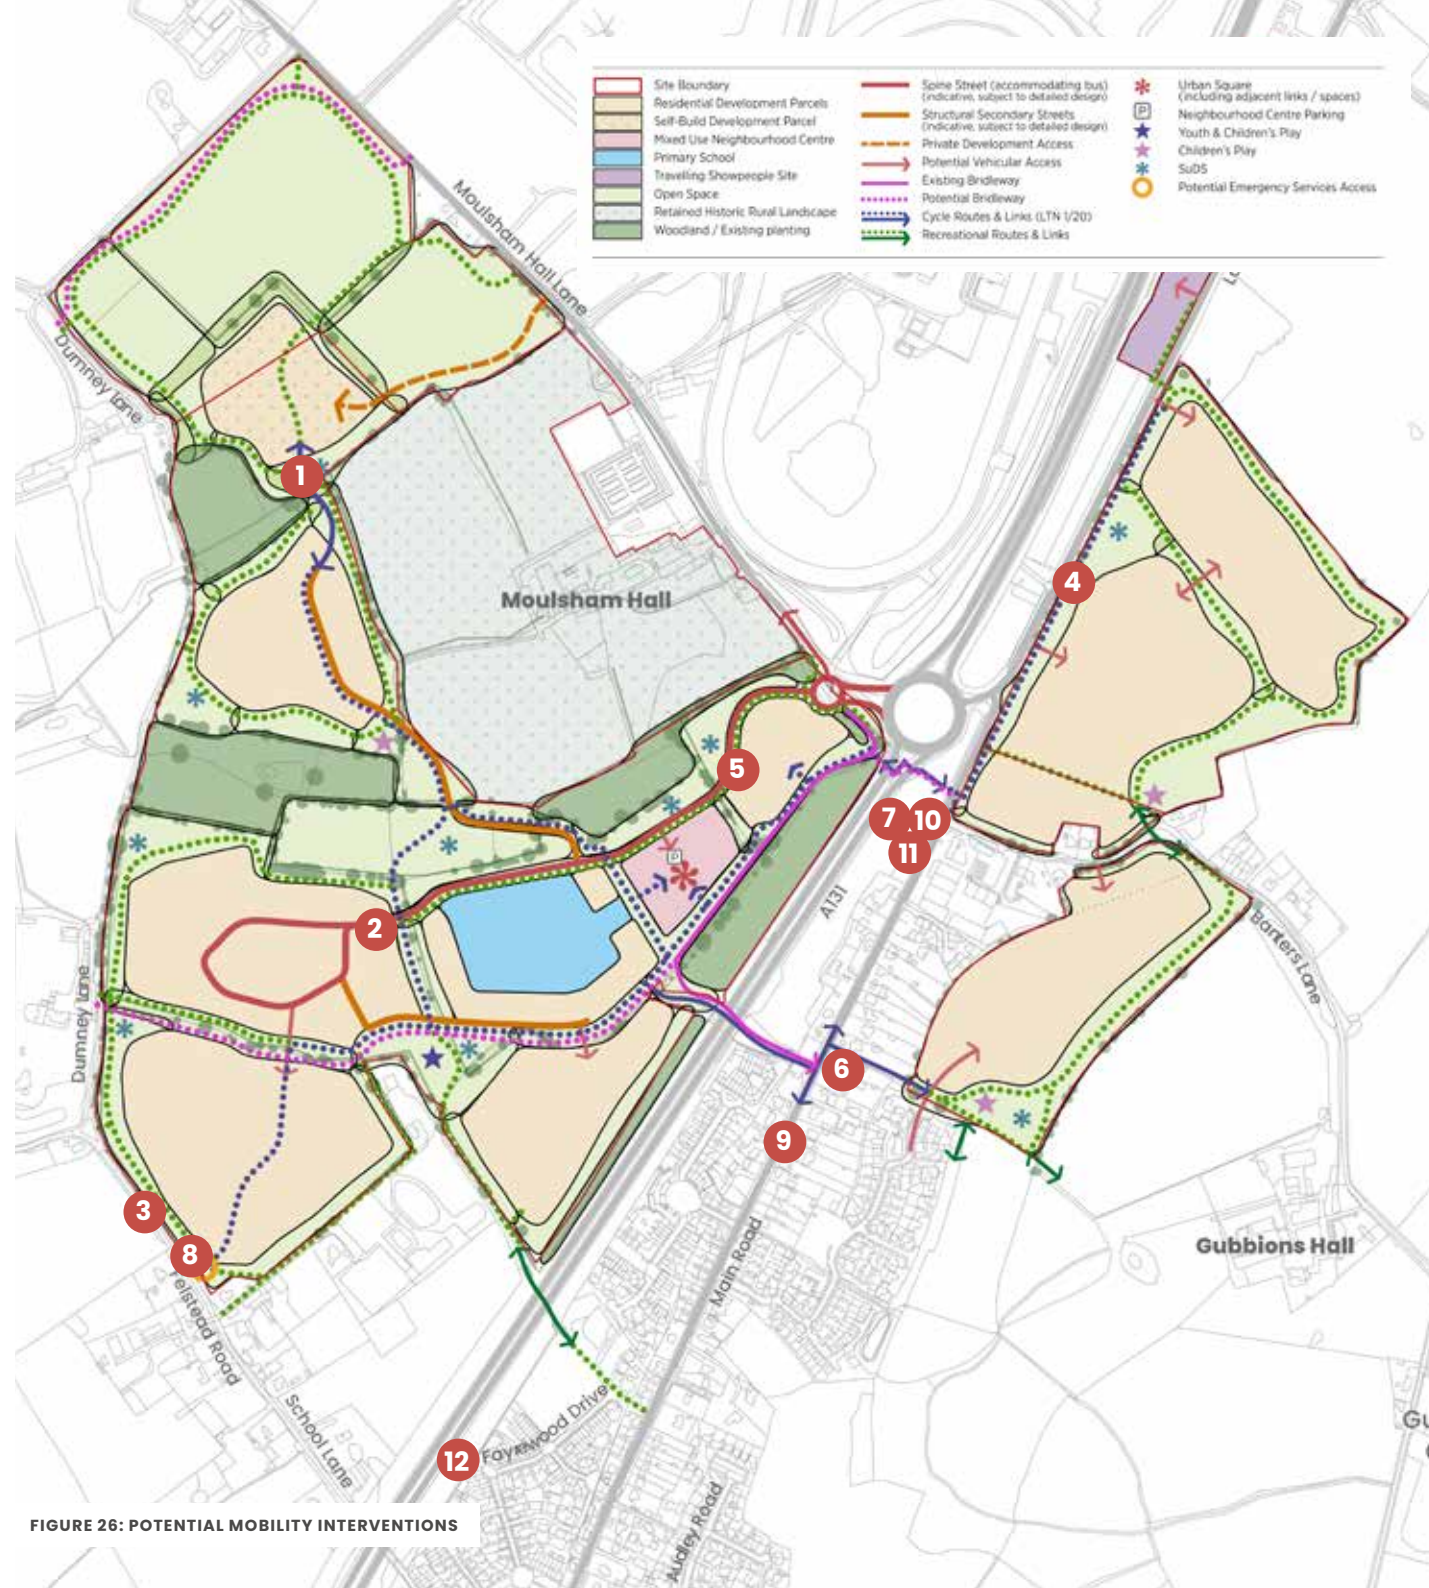 Site Boundary
Residential Development Parcels
Self-Build Development Parcel
Mixed Use Neighbourhood Centre
Primary School
Travelling Showpeople Site
Open Space
Retained Historic Rural Landscape
Woodland / Existing planting
Spine Street (accommodating bus)
(indicative, subject to detailed design)
Structural Secondary Streets
(indicative, subject to detailed design)
Private Development Access
Potential Vehicular Access
Existing Bridleway
Potential Bridleway
Cycle Routes & Links (LTN 1/20)
Recreational Routes & Links
Urban Square
(including adjacent links / spaces)
P
Neighbourhood Centre Parking
Youth & Children's Play
Children's Play
SuDS
Potential Emergency Services Access
Moulsham Hall Lane
Dumney Lane
1
Moulsham Hall
4
5
7
10
11
A131
P
2
Banters Lane
Dumney Lane
6
9
3
8
Gubbions Hall
Main Road
Felstead Road
School Lane
12
Fayrewood Drive
Audley Road
FIGURE 26: POTENTIAL MOBILITY INTERVENTIONS